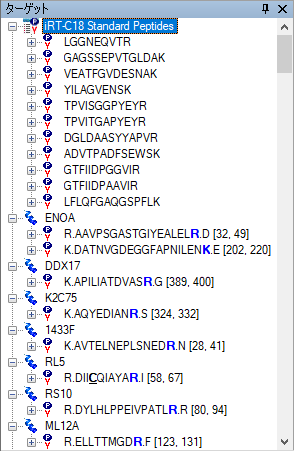 ターゲット
iRT-C18 Standard Peptides
LGGNEQVTR
GAGSSEPVTGLDAK
VEATFGVDESNAK
YILAGVENSK
TPVISGGPYEYR
TPVITGAPYEYR
DGLDAASYYAPVR
ADVTPADFSEWSK
GTFIIDPGGVIR
GTFIIDPAAVIR
LFLQFGAQGSPFLK
ENOA
R.AAVPSGASTGIYEALELR.D [32, 49]
K.DATNVGDEGGFAPNILENK.E [202, 220]
DDX17
K.APILIATDVASR.G [389, 400]
K2C75
K.AQYEDIANR.S [324, 332]
1433F
K.AVTELNEPLSNEDR.N [28, 41]
RL5
R.DIICQIAYAR.I [58, 67]
RS10
R.DYLHLPPEIVPATLR.R [80, 94]
ML12A
R.ELLTTMGDR.F [123, 131]